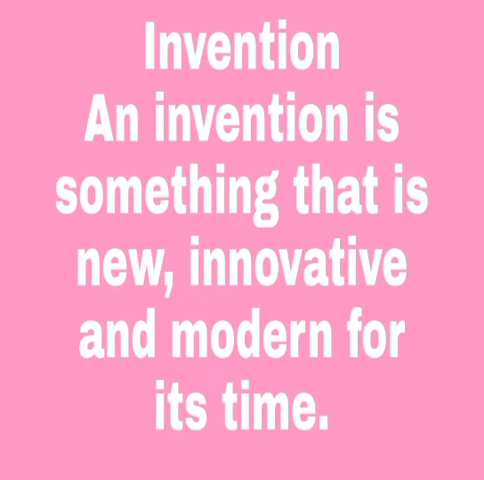 Invention
An invention is
something that is
new, innovative
and modern for
its time.